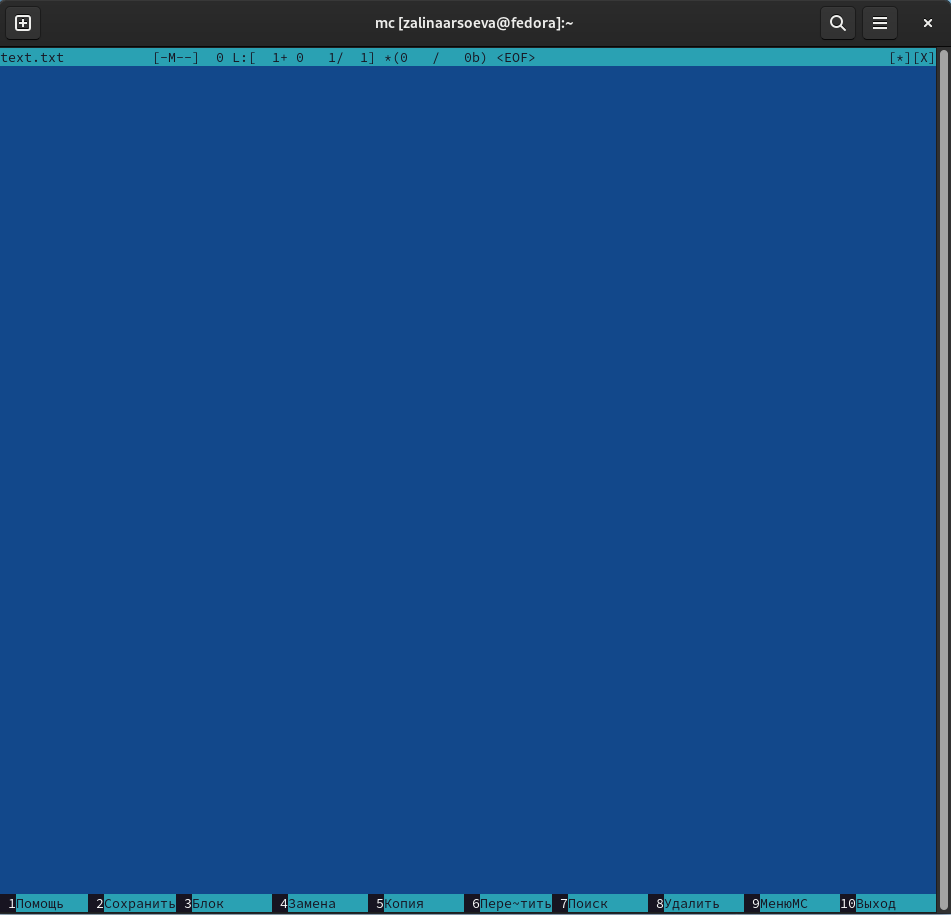 mc [zalinaarsoeva@fedora]:~
text.txt [-M--] 0 L:[ 1+ 0 1/ 1] *(0 / 0b) <EOF> [*][X]
1Помощь 2Сохранить 3Блок 4Замена 5Копия 6Пере~тить 7Поиск 8Удалить 9МенюMC 10Выход